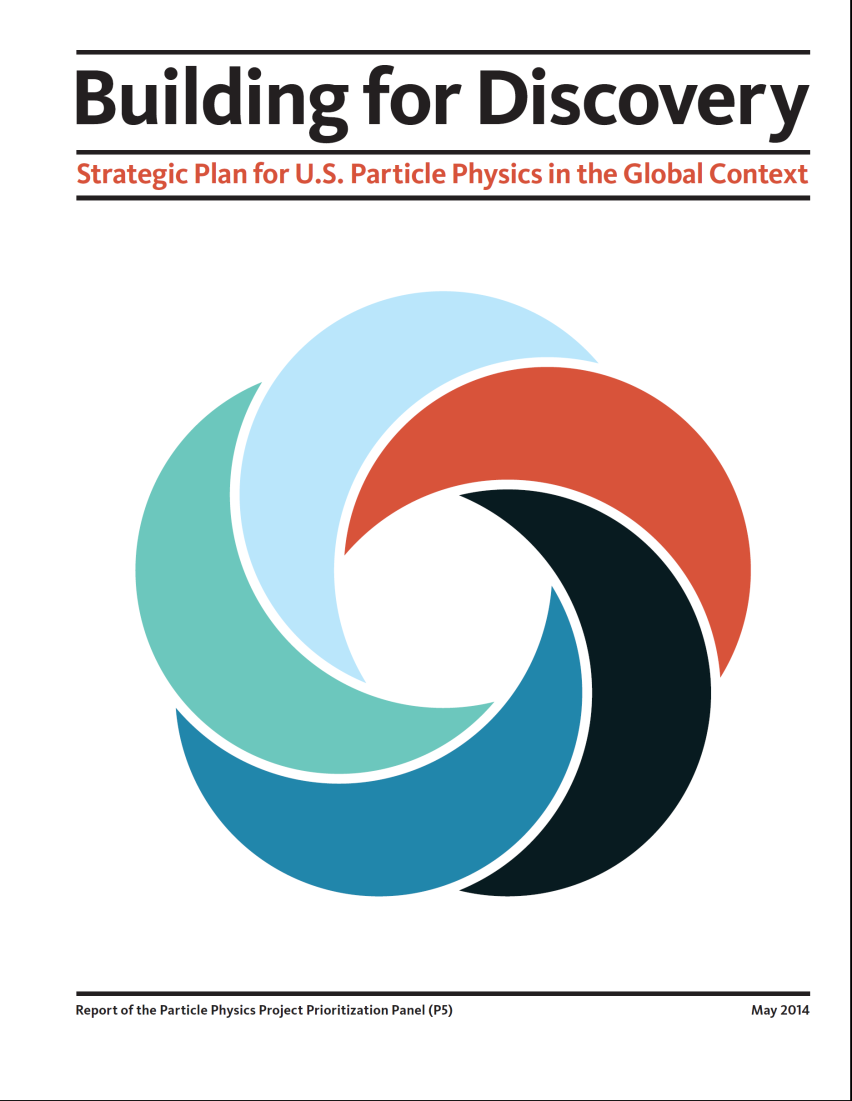 Building for Discovery
Strategic Plan for U.S. Particle Physics in the Global Context
Report of the Particle Physics Project Prioritization Panel (P5)
May 2014